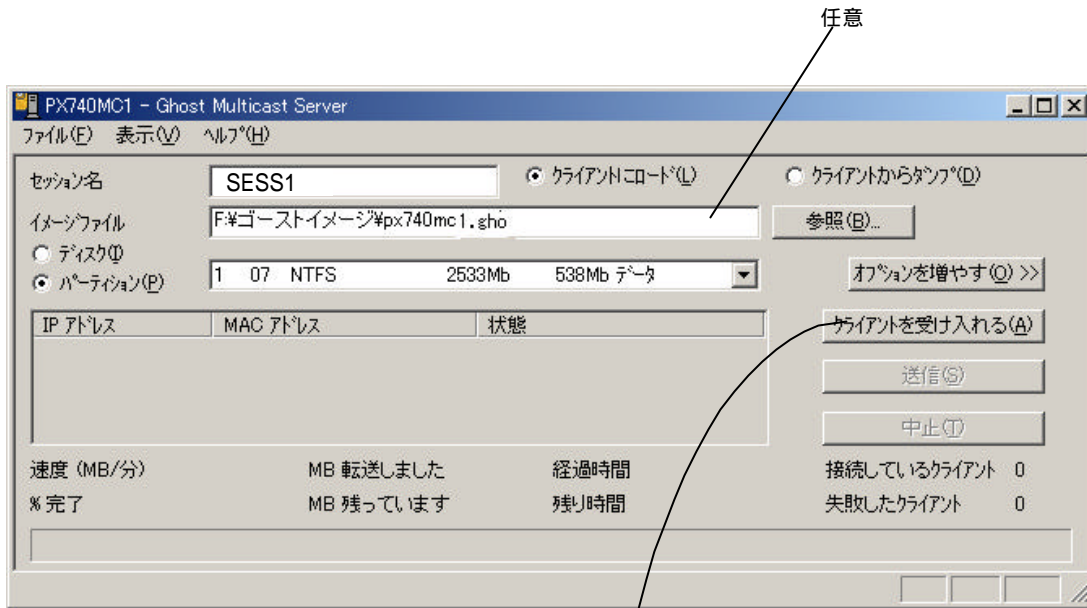 任意
PX740MC1 - Ghost Multicast Server
ファイル(F) 表示(V) ヘルプ(H)
セッション名 SESS1 クライアントにロード(L) クライアントからダンプ(D)
イメージファイル F:¥ゴーストイメージ¥px740mc1.gho 参照(B)...
ディスク(I)
パーティション(P) 1 07 NTFS 2533Mb 538Mb データ オプションを増やす(O) >>
IP アドレス MAC アドレス 状態 クライアントを受け入れる(A)
送信(S)
中止(T)
速度 (MB/分) MB 転送しました 経過時間 接続しているクライアント 0
% 完了 MB 残っています 残り時間 失敗したクライアント 0